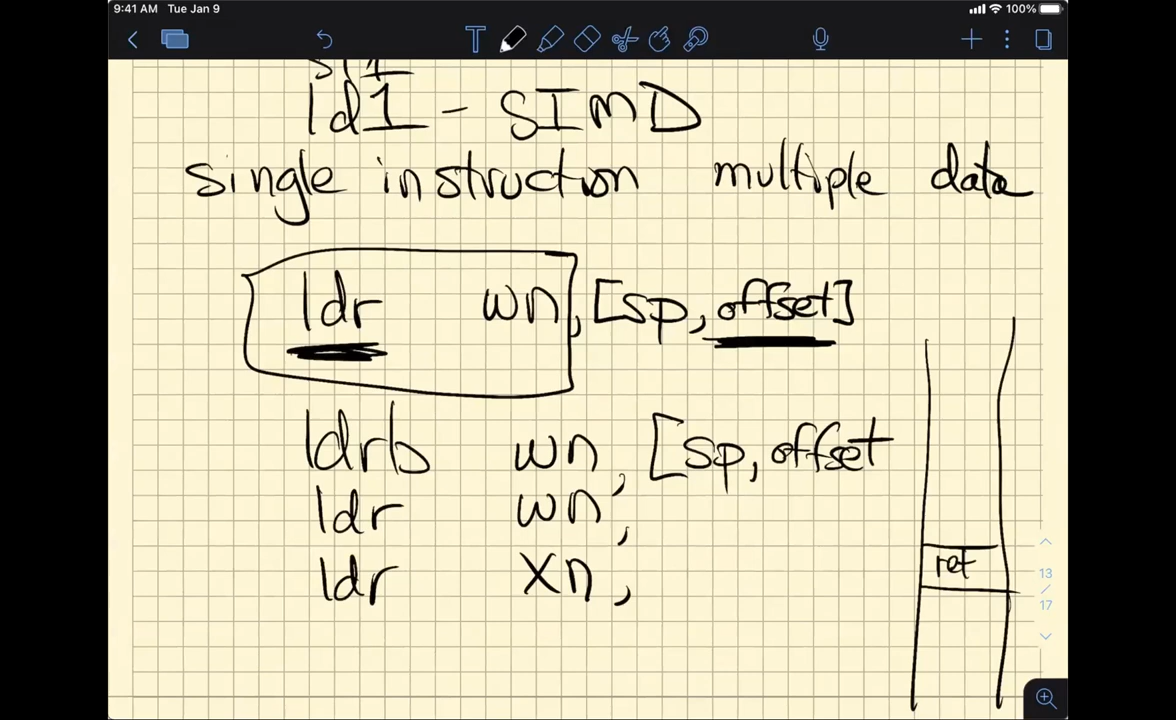 9:41 AM Tue Jan 9 100%
ld1 - SIMD
single instruction multiple data
ldr wn, [sp, offset]
ldrb wn, [sp, offset
ldr wn,
ldr Xn,
ret
13
/
17